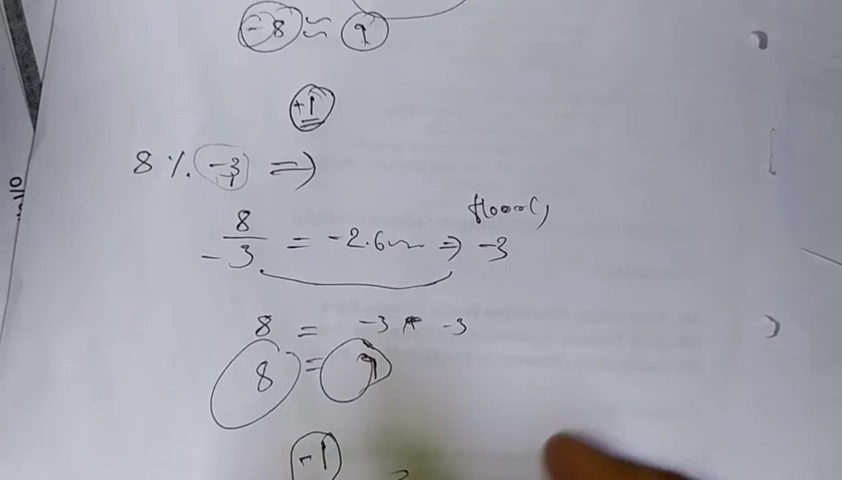 -8 ≈ 9
+1
8 % -3 ⇒
floor()
8 / -3 = -2.6 ⇒ -3
8 = -3 * -3
8 = 9
-1